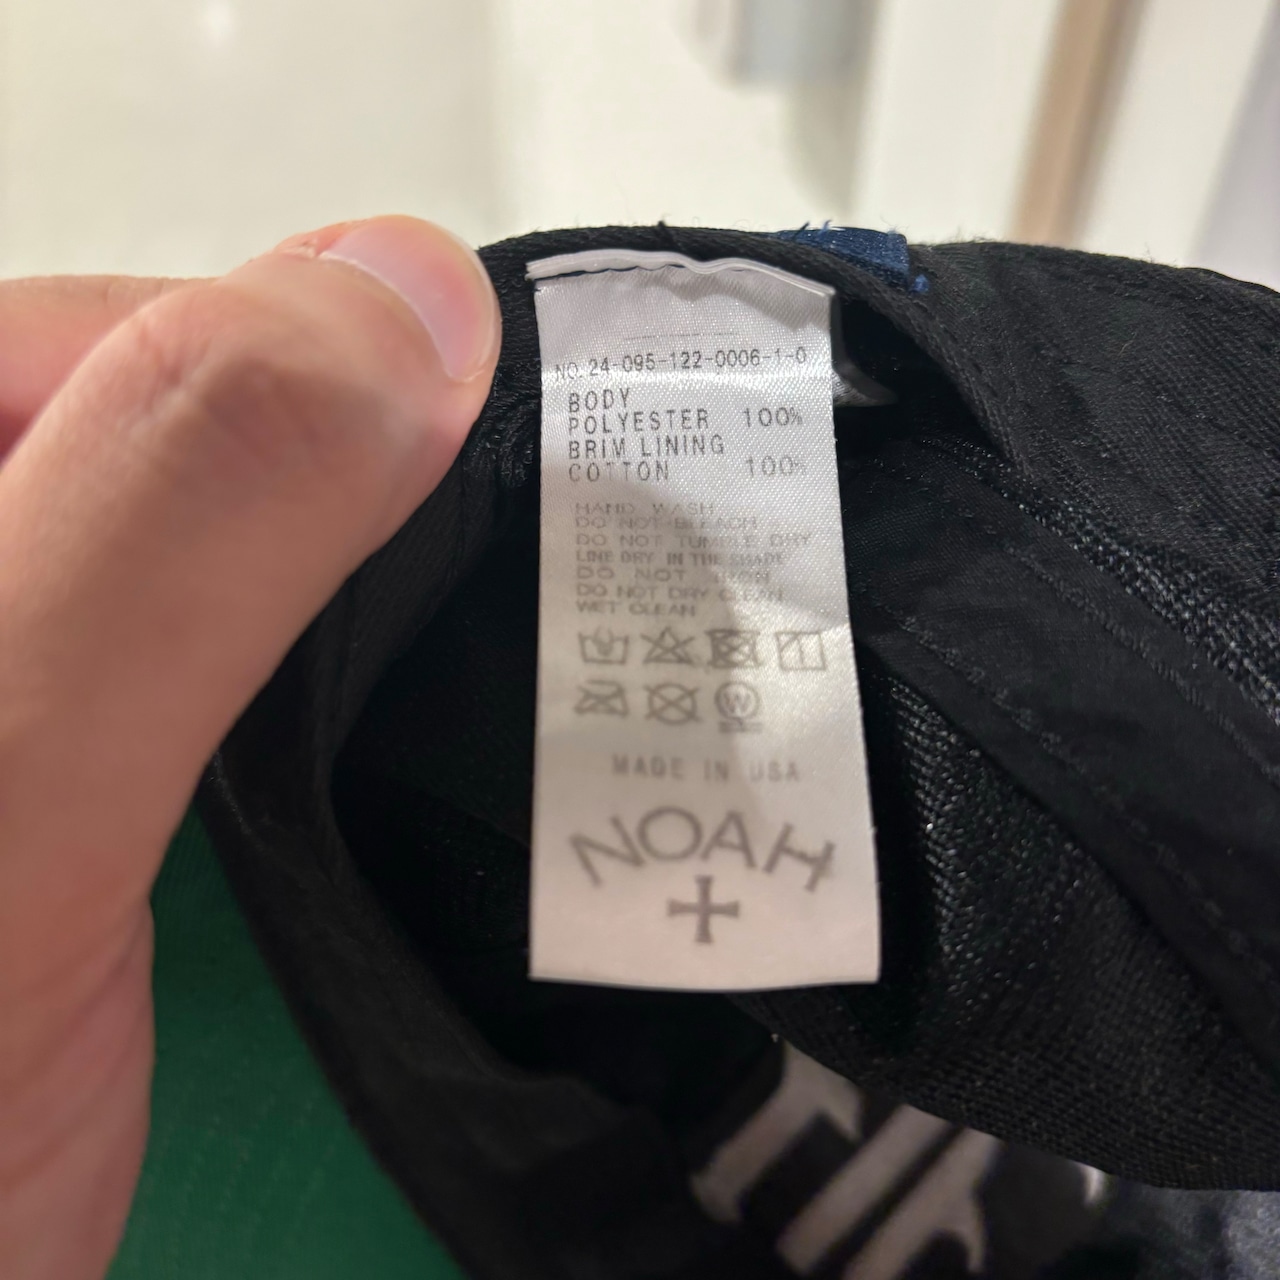 NO. 24-095-122-0006-1-0
BODY
POLYESTER 100%
BRIM LINING
COTTON 100%
HAND WASH
DO NOT BLEACH
DO NOT TUMBLE DRY
LINE DRY IN THE SHADE
DO NOT IRON
DO NOT DRY CLEAN
WET CLEAN
W
MADE IN USA
NOAH